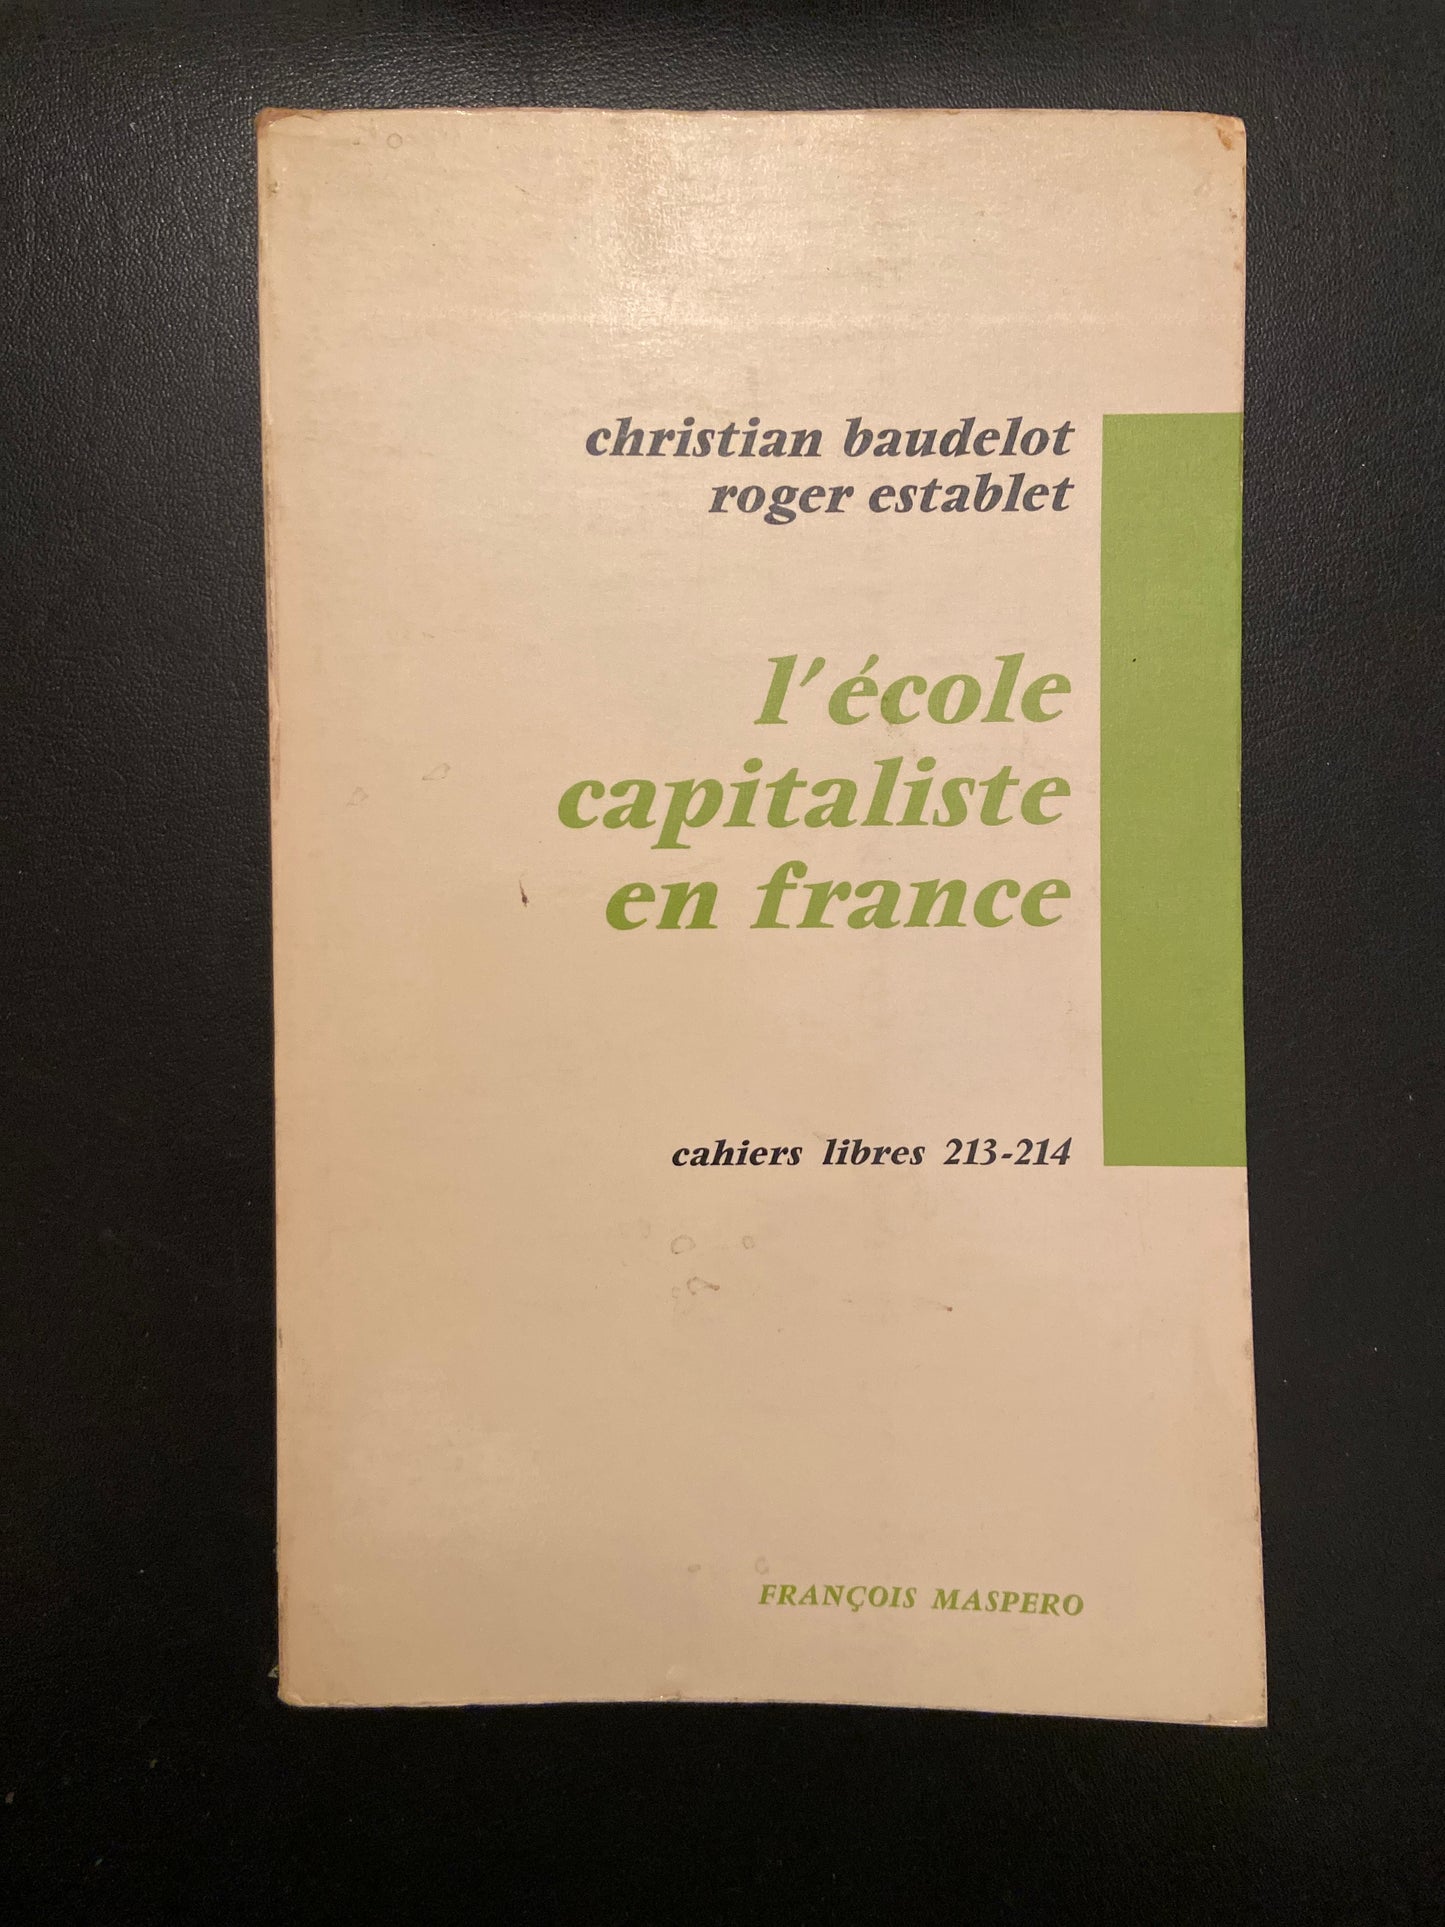 christian baudelot
roger establet
l'école
capitaliste
en france
cahiers libres 213-214
FRANÇOIS MASPERO